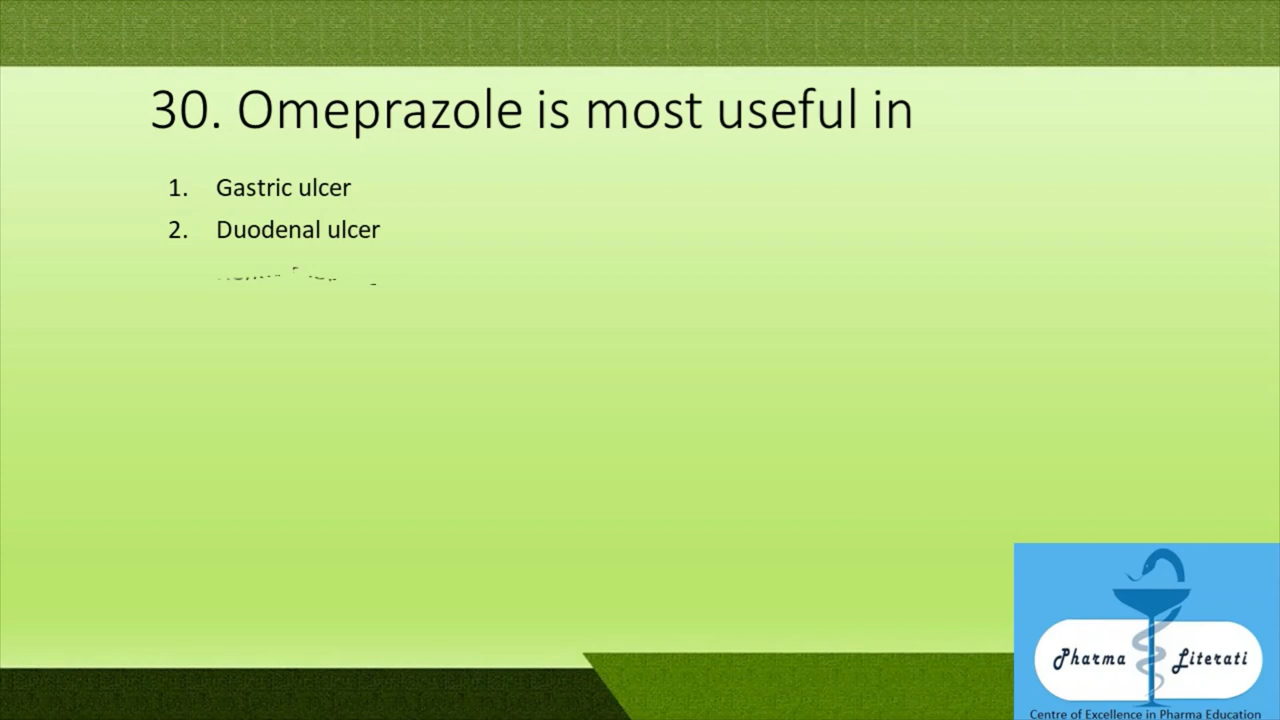 30. Omeprazole is most useful in
1. Gastric ulcer
2. Duodenal ulcer
Pharma Literati
Centre of Excellence in Pharma Education